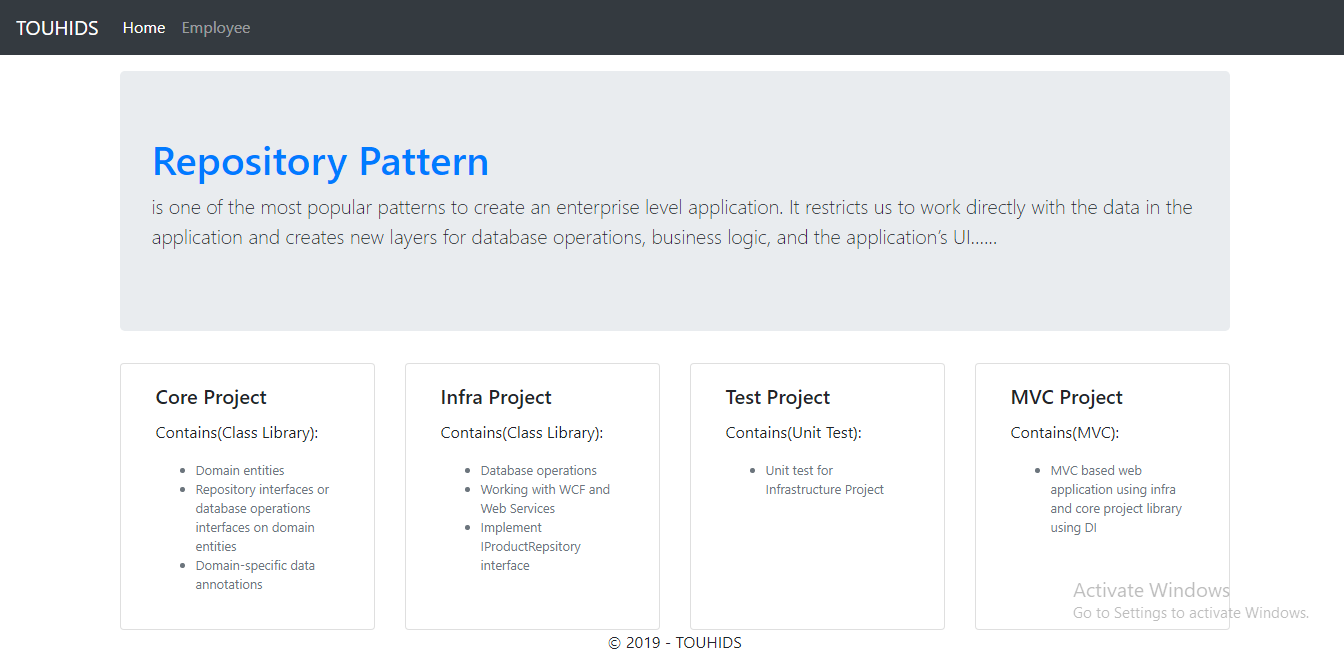 TOUHIDS Home Employee
Repository Pattern
is one of the most popular patterns to create an enterprise level application. It restricts us to work directly with the data in the
application and creates new layers for database operations, business logic, and the application’s UI......
Core Project
Contains(Class Library):
Domain entities
Repository interfaces or
database operations
interfaces on domain
entities
Domain-specific data
annotations
Infra Project
Contains(Class Library):
Database operations
Working with WCF and
Web Services
Implement
IProductRepsitory
interface
Test Project
Contains(Unit Test):
Unit test for
Infrastructure Project
MVC Project
Contains(MVC):
MVC based web
application using infra
and core project library
using DI
Activate Windows
Go to Settings to activate Windows.
© 2019 - TOUHIDS